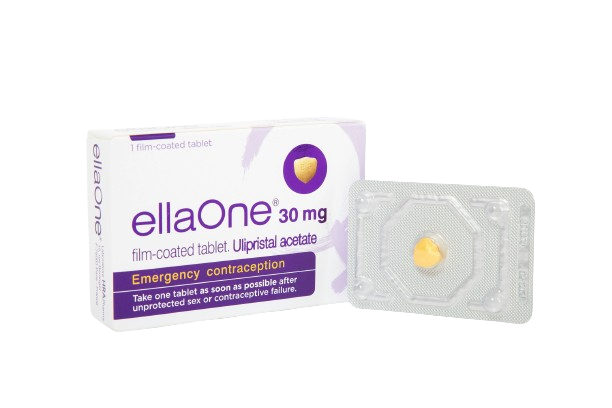 1 film-coated tablet
ellaOne® 30 mg
film-coated tablet. Ulipristal acetate
Emergency contraception
Take one tablet as soon as possible after
unprotected sex or contraceptive failure.
ellaOne®
HRA